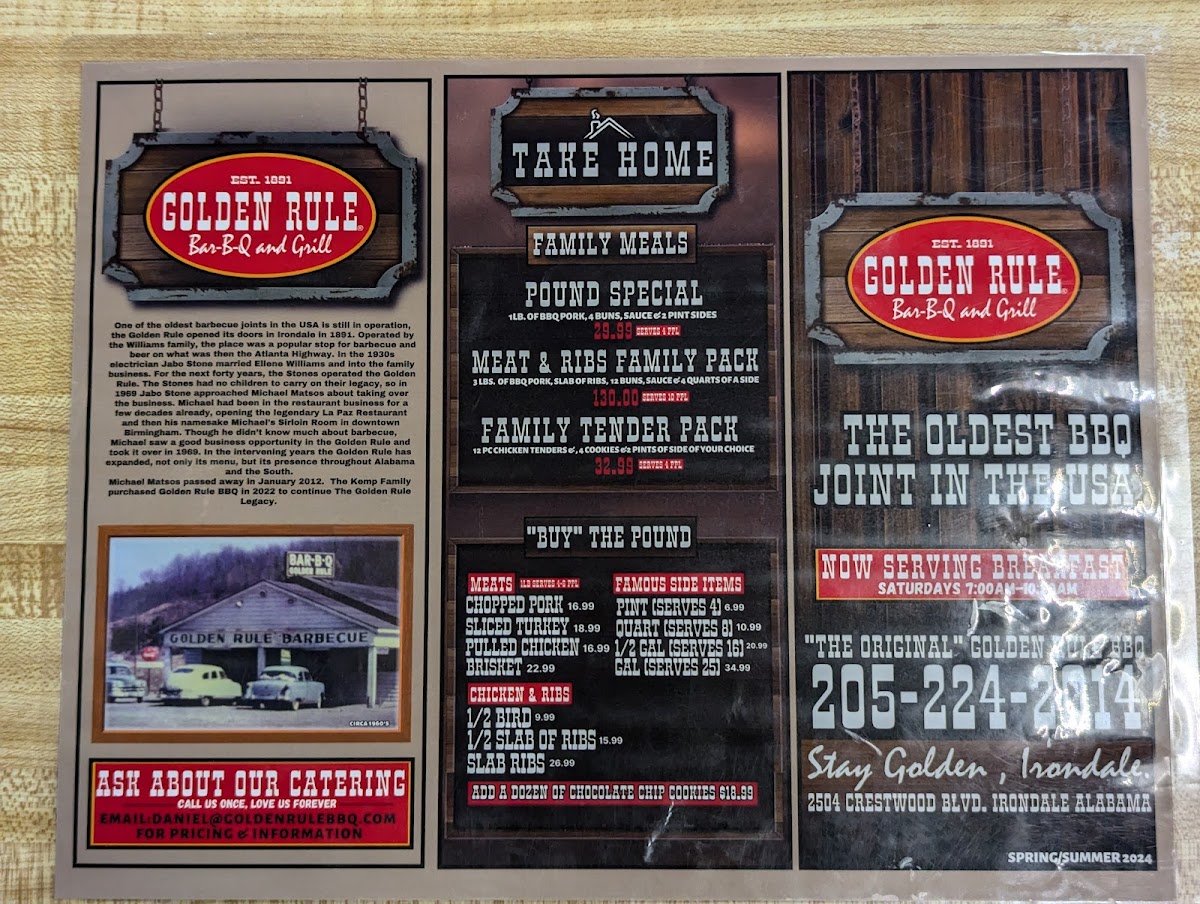 EST. 1891
GOLDEN RULE®
Bar-B-Q and Grill
One of the oldest barbecue joints in the USA is still in operation,
the Golden Rule opened its doors in Irondale in 1891. Operated by
the Williams family, the place was a popular stop for barbecue and
beer on what was then the Atlanta Highway. In the 1930s
electrician Jabo Stone married Ellene Williams and into the family
business. For the next forty years, the Stones operated the Golden
Rule. The Stones had no children to carry on their legacy, so in
1969 Jabo Stone approached Michael Matsos about taking over
the business. Michael had been in the restaurant business for a
few decades already, opening the legendary La Paz Restaurant
and then his namesake Michael's Sirloin Room in downtown
Birmingham. Though he didn't know much about barbecue,
Michael saw a good business opportunity in the Golden Rule and
took it over in 1969. In the intervening years the Golden Rule has
expanded, not only its menu, but its presence throughout Alabama
and the South.
Michael Matsos passed away in January 2012. The Kemp Family
purchased Golden Rule BBQ in 2022 to continue The Golden Rule
Legacy.
BAR-B-Q
GOLDEN RULE BARBECUE
CIRCA 1960'S
ASK ABOUT OUR CATERING
CALL US ONCE, LOVE US FOREVER
EMAIL:DANIEL@GOLDENRULEBBQ.COM
FOR PRICING & INFORMATION
TAKE HOME
FAMILY MEALS
POUND SPECIAL
1 LB. OF BBQ PORK, 4 BUNS, SAUCE & 2 PINT SIDES
29.99 SERVES 4 PPL
MEAT & RIBS FAMILY PACK
3 LBS. OF BBQ PORK, SLAB OF RIBS, 12 BUNS, SAUCE & 4 QUARTS OF A SIDE
130.00 SERVES 12 PPL
FAMILY TENDER PACK
12 PC CHICKEN TENDERS &, 4 COOKIES & 2 PINTS OF SIDE OF YOUR CHOICE
32.99 SERVES 4 PPL
"BUY" THE POUND
MEATS 1LB SERVES 4-6 PPL
CHOPPED PORK 16.99
SLICED TURKEY 18.99
PULLED CHICKEN 16.99
BRISKET 22.99
CHICKEN & RIBS
1/2 BIRD 9.99
1/2 SLAB OF RIBS 15.99
SLAB RIBS 26.99
FAMOUS SIDE ITEMS
PINT (SERVES 4) 6.99
QUART (SERVES 8) 10.99
1/2 GAL (SERVES 16) 20.99
GAL (SERVES 25) 34.99
ADD A DOZEN OF CHOCOLATE CHIP COOKIES $18.99
EST. 1891
GOLDEN RULE®
Bar-B-Q and Grill
THE OLDEST BBQ
JOINT IN THE USA
NOW SERVING BREAKFAST
SATURDAYS 7:00AM-10:30AM
"THE ORIGINAL" GOLDEN RULE BBQ
205-224-2014
Stay Golden, Irondale.
2504 CRESTWOOD BLVD. IRONDALE ALABAMA
SPRING/SUMMER 2024